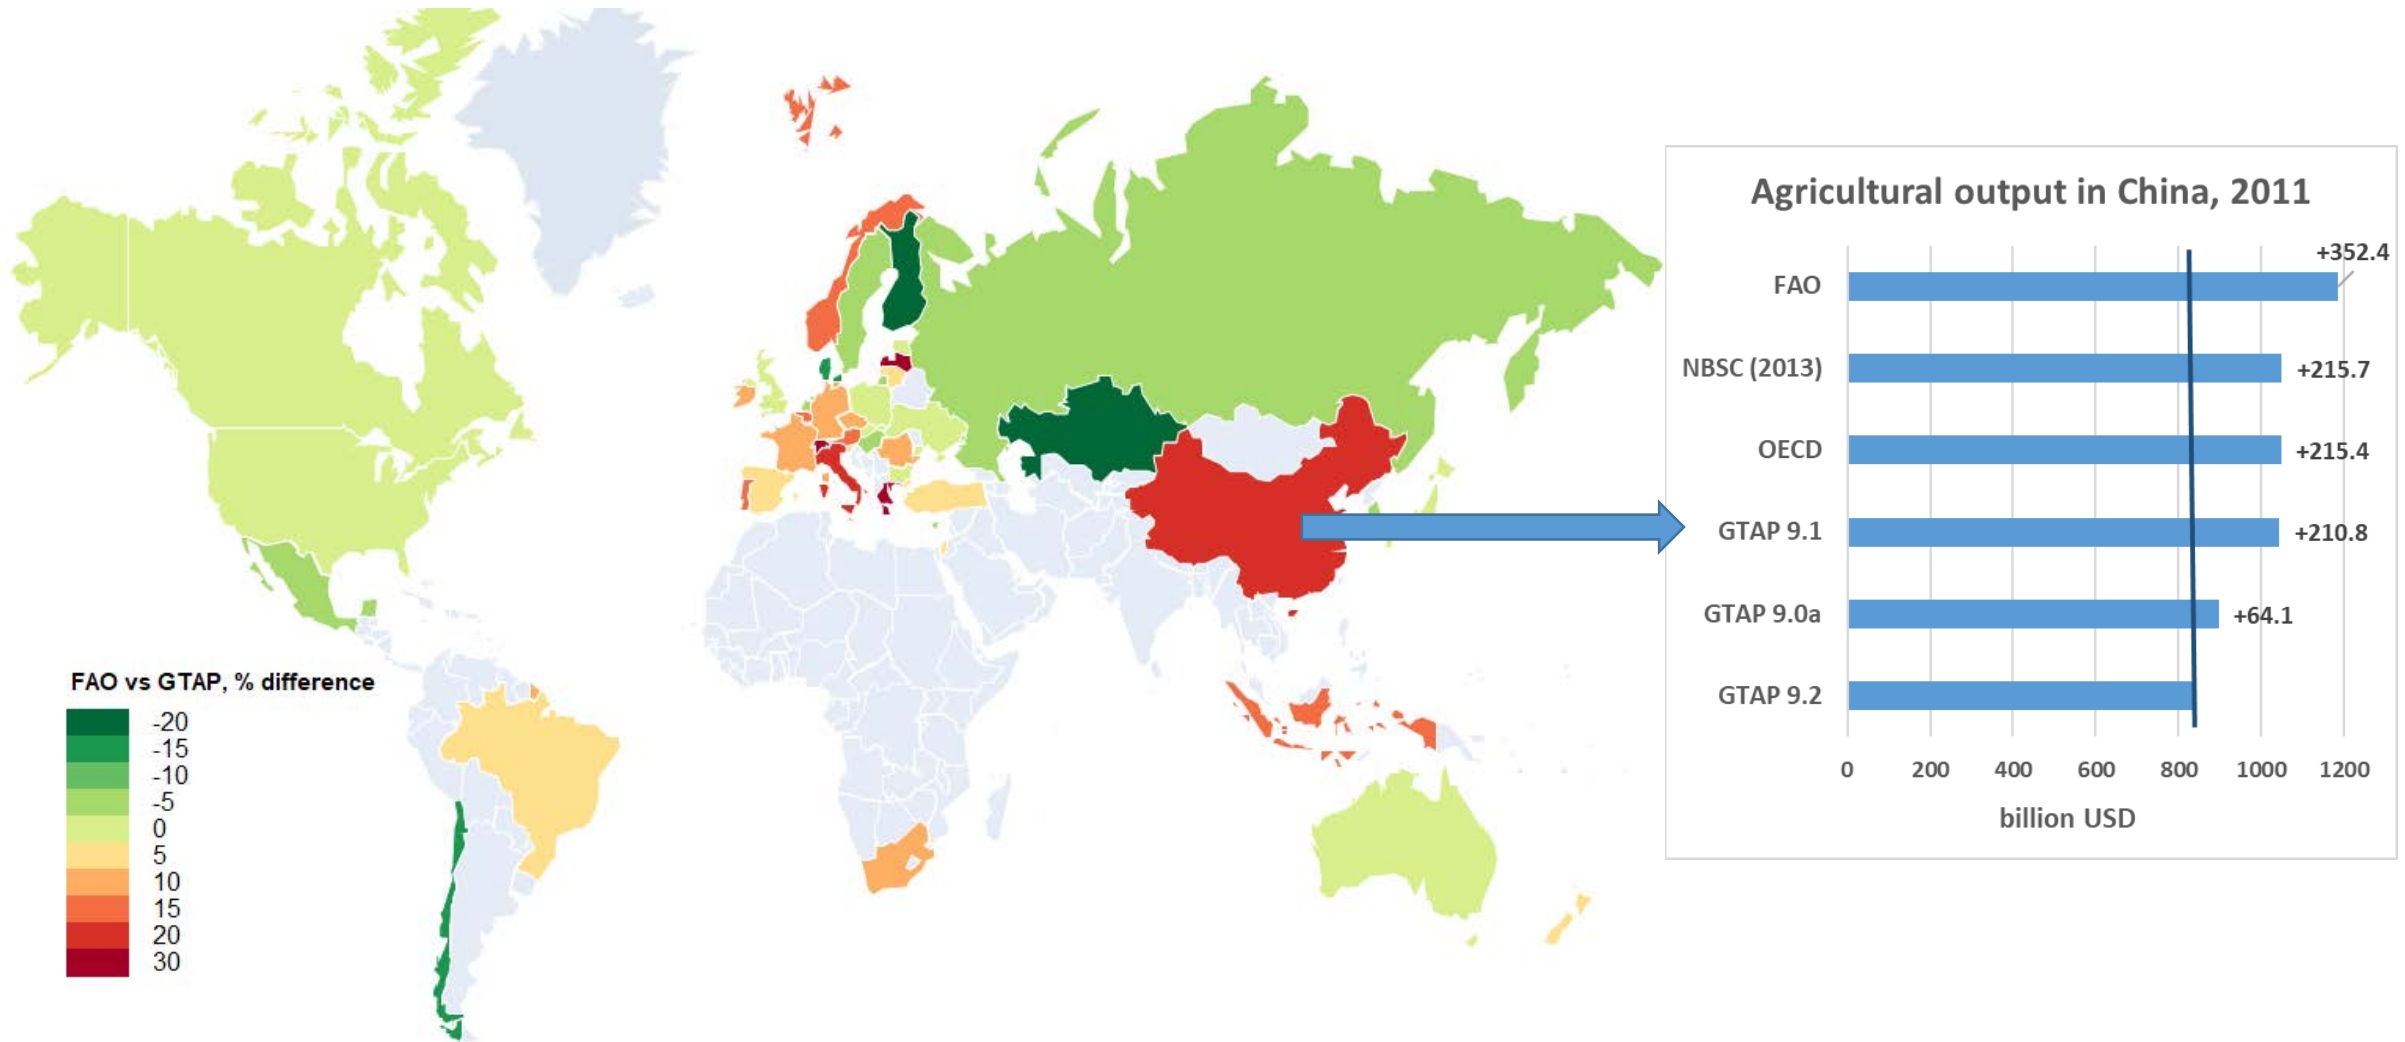 FAO vs GTAP, % difference
-20
-15
-10
-5
0
5
10
15
20
30
Agricultural output in China, 2011
FAO
+352.4
NBSC (2013)
+215.7
OECD
+215.4
GTAP 9.1
+210.8
GTAP 9.0a
+64.1
GTAP 9.2
0 200 400 600 800 1000 1200
billion USD